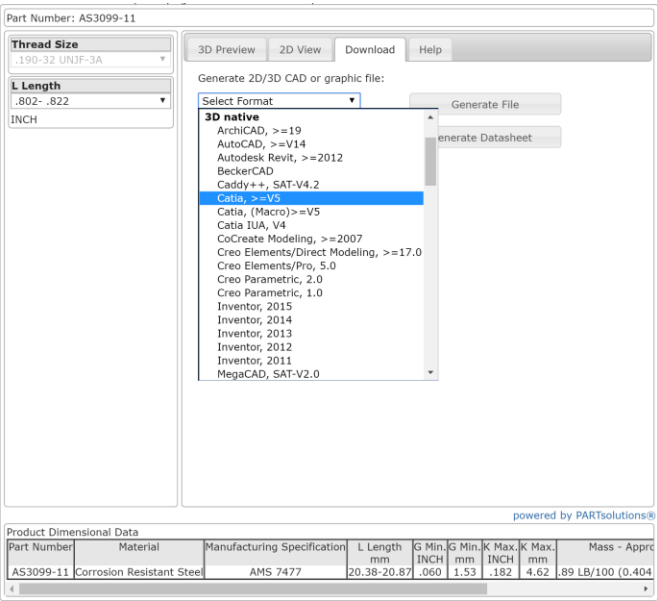 Part Number: AS3099-11
Thread Size
.190-32 UNJF-3A
L Length
.802- .822
INCH
3D Preview 2D View Download Help
Generate 2D/3D CAD or graphic file:
Select Format
Generate File
enerate Datasheet
3D native
ArchiCAD, >=19
AutoCAD, >=V14
Autodesk Revit, >=2012
BeckerCAD
Caddy++, SAT-V4.2
Catia, >=V5
Catia, (Macro)>=V5
Catia IUA, V4
CoCreate Modeling, >=2007
Creo Elements/Direct Modeling, >=17.0
Creo Elements/Pro, 5.0
Creo Parametric, 2.0
Creo Parametric, 1.0
Inventor, 2015
Inventor, 2014
Inventor, 2013
Inventor, 2012
Inventor, 2011
MegaCAD, SAT-V2.0
powered by PARTsolutions®
Product Dimensional Data
Part Number Material Manufacturing Specification L Length mm G Min. INCH G Min. mm K Max. INCH K Max. mm Mass - Appro
AS3099-11 Corrosion Resistant Steel AMS 7477 20.38-20.87 .060 1.53 .182 4.62 .89 LB/100 (0.404